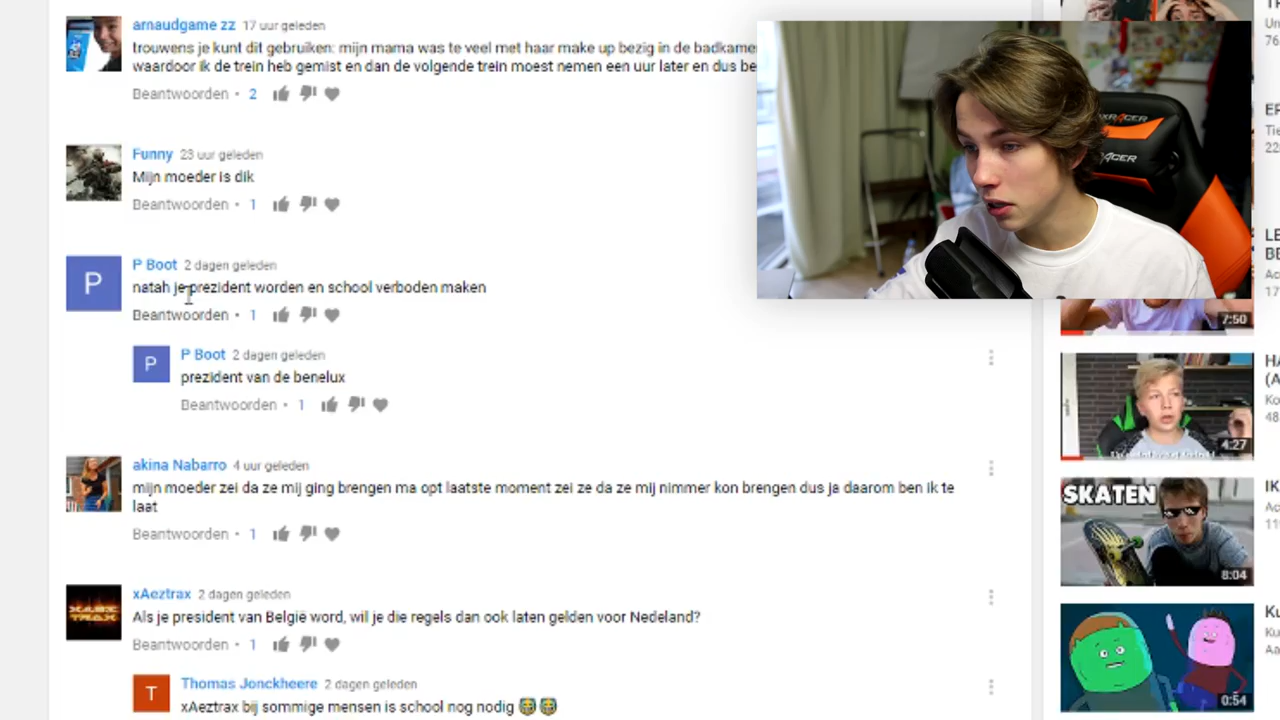 arnaudgame zz 17 uur geleden
trouwens je kunt dit gebruiken: mijn mama was te veel met haar make up bezig in de
waardoor ik de trein heb gemist en dan de volgende trein moest nemen een uur later en dus
Beantwoorden • 2
Funny 23 uur geleden
Mijn moeder is dik
Beantwoorden • 1
P
P Boot 2 dagen geleden
natah je prezident worden en school verboden maken
Beantwoorden • 1
P
P Boot 2 dagen geleden
prezident van de benelux
Beantwoorden • 1
akina Nabarro 4 uur geleden
mijn moeder zei da ze mij ging brengen ma opt laatste moment zei ze da ze mij nimmer kon brengen dus ja daarom ben ik te
laat
Beantwoorden • 1
xAeztrax 2 dagen geleden
Als je president van België word, wil je die regels dan ook laten gelden voor Nedeland?
Beantwoorden • 1
T
Thomas Jonckheere 2 dagen geleden
xAeztrax bij sommige mensen is school nog nodig 😂 😂
7:50
4:27
SKATEN
8:04
0:54